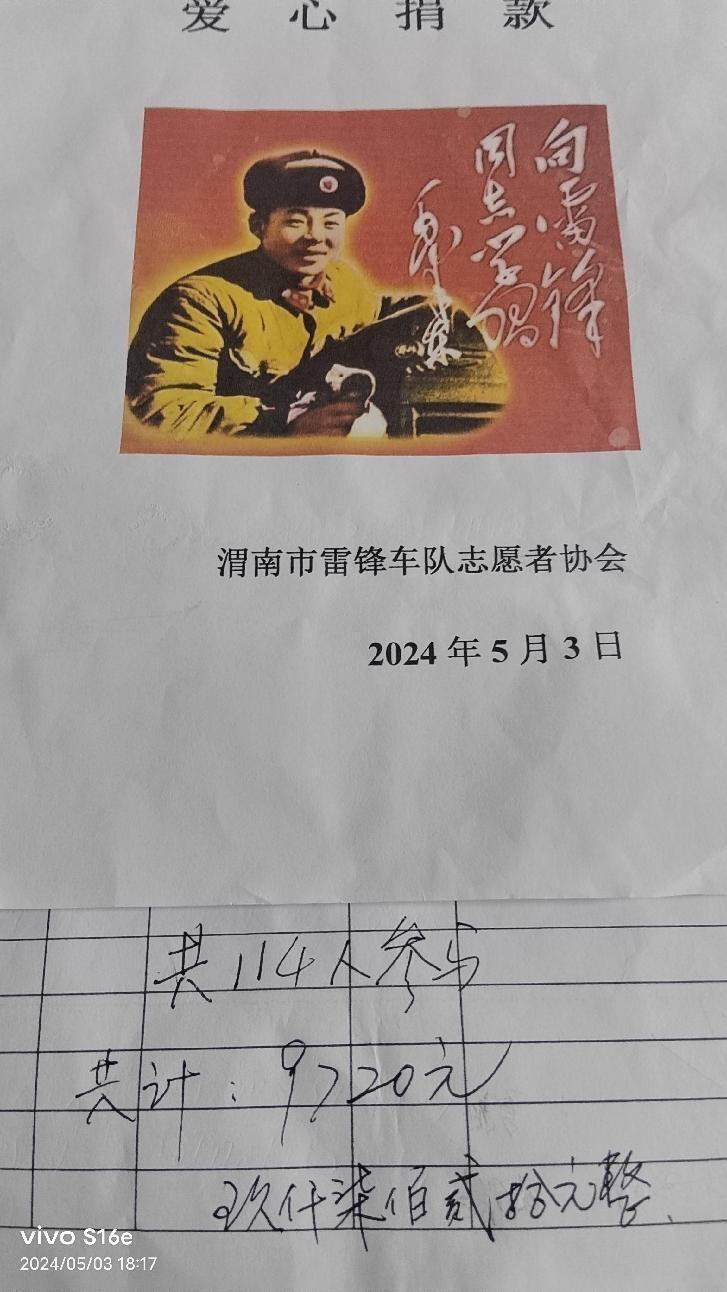 爱心捐款
向雷锋
同志学习
毛泽东
渭南市雷锋车队志愿者协会
2024年5月3日
共114人参与
共计：9720元
玖仟柒佰贰拾元整
vivo S16e
2024/05/03 18:17